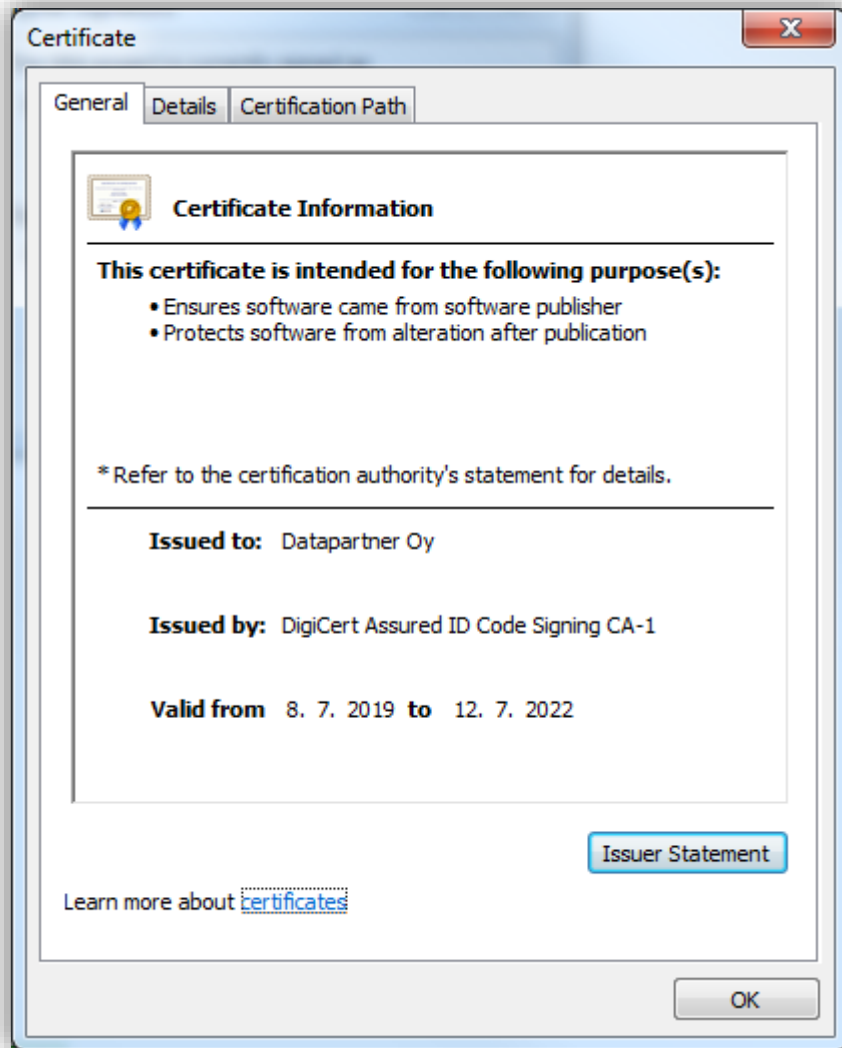 Certificate
General Details Certification Path
Certificate Information
This certificate is intended for the following purpose(s):
• Ensures software came from software publisher
• Protects software from alteration after publication
* Refer to the certification authority's statement for details.
Issued to: Datapartner Oy
Issued by: DigiCert Assured ID Code Signing CA-1
Valid from 8. 7. 2019 to 12. 7. 2022
Issuer Statement
Learn more about certificates
OK